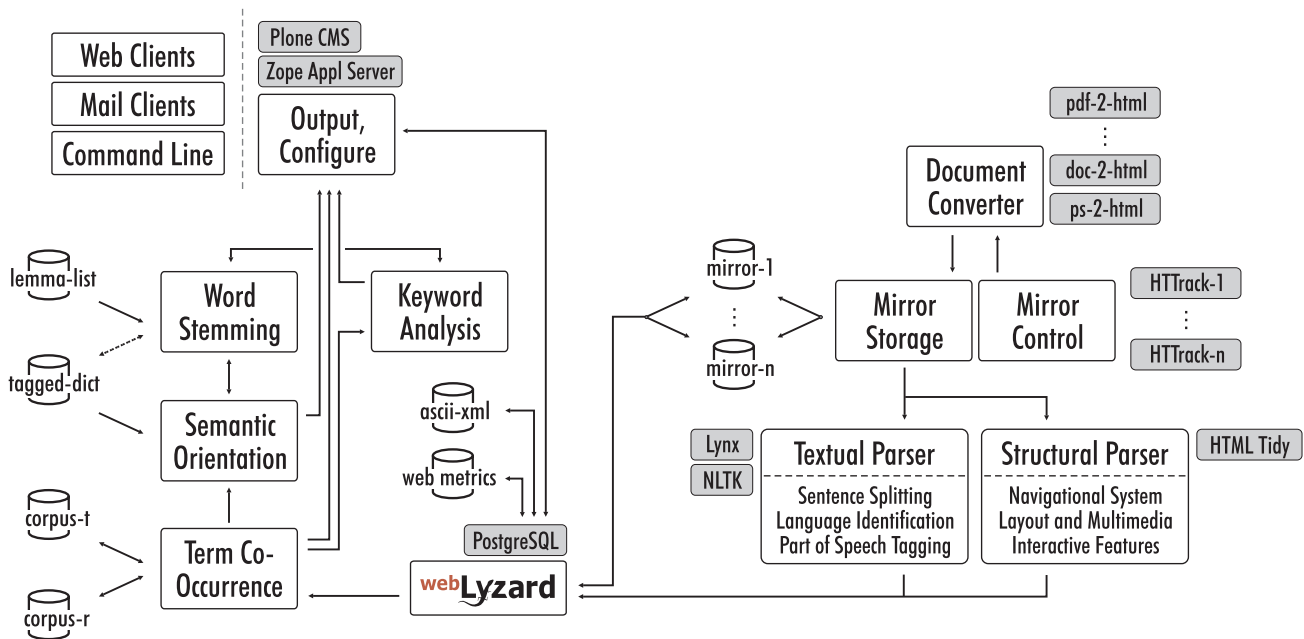 Web Clients
Mail Clients
Command Line
Plone CMS
Zope Appl Server
Output,
Configure
pdf-2-html
Document
Converter
doc-2-html
ps-2-html
lemma-list
Word
Stemming
Keyword
Analysis
tagged-dict
Semantic
Orientation
mirror-1
mirror-n
Mirror
Storage
Mirror
Control
HTTrack-1
HTTrack-n
ascii-xml
web metrics
Lynx
NLTK
Textual Parser
Sentence Splitting
Language Identification
Part of Speech Tagging
Structural Parser
Navigational System
Layout and Multimedia
Interactive Features
HTML Tidy
corpus-t
corpus-r
Term Co-
Occurrence
PostgreSQL
webLyzard